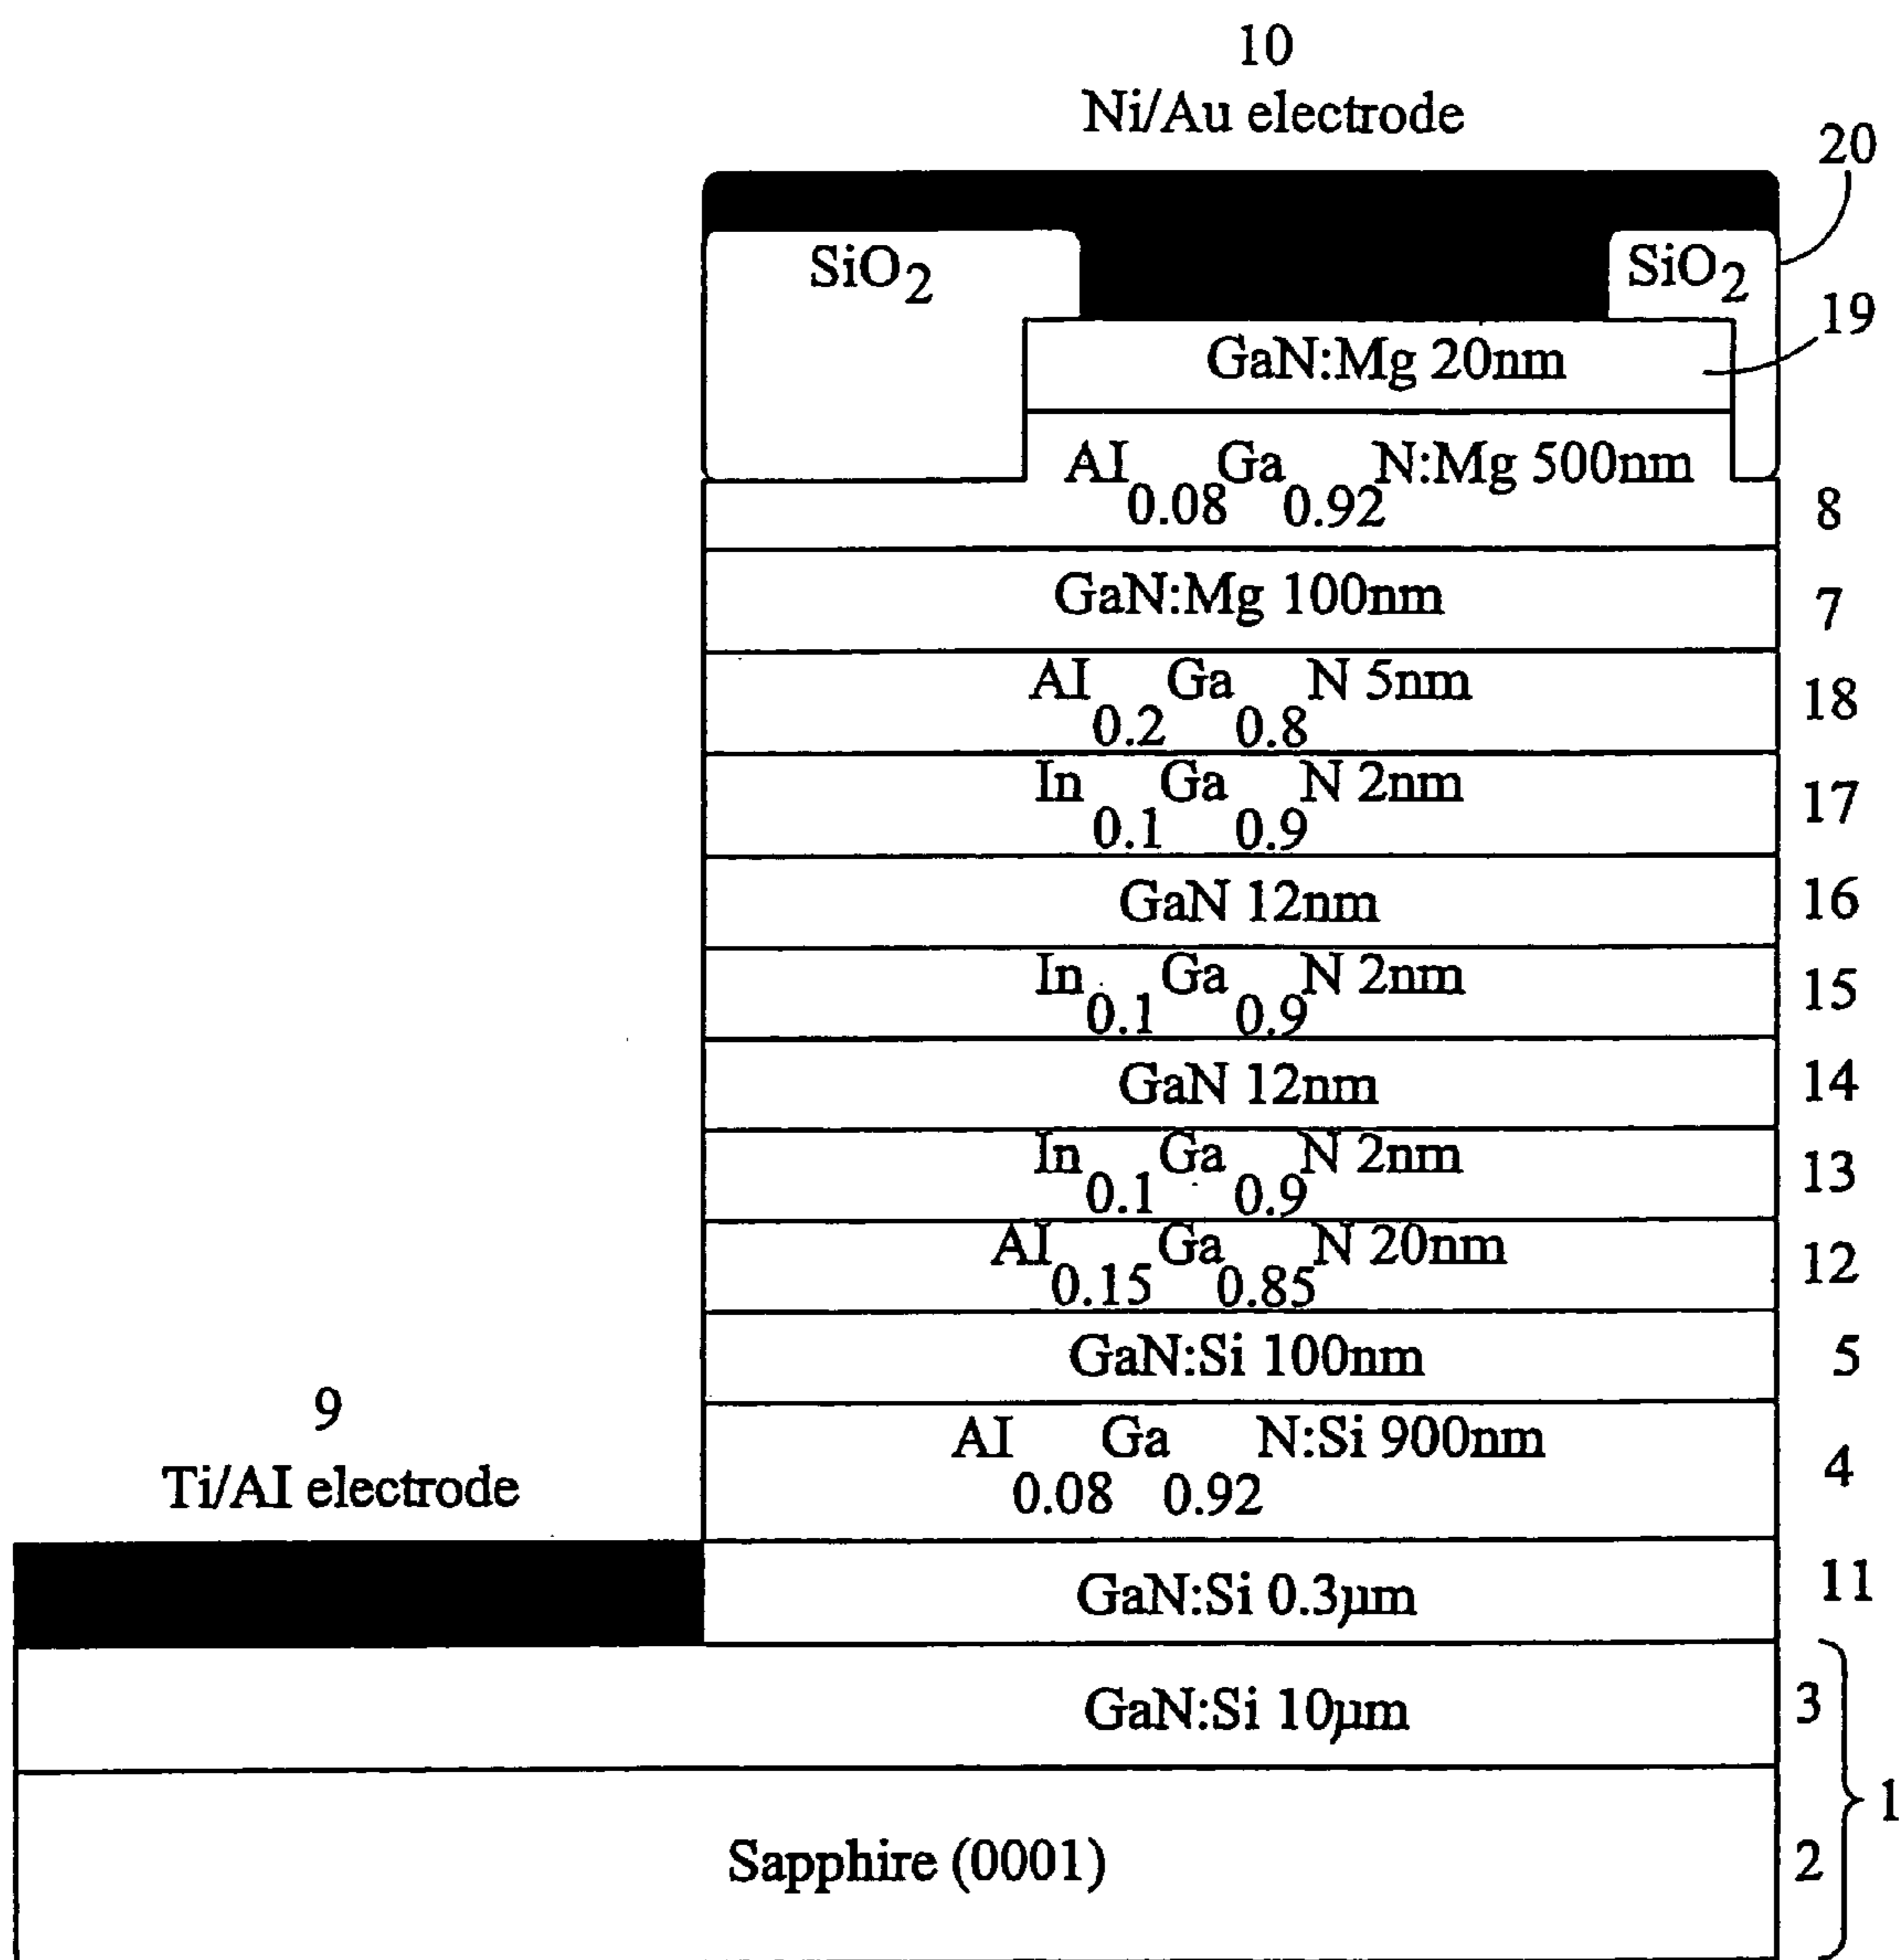 10
Ni/Au electrode
20
SiO2 SiO2
19
GaN:Mg 20nm
Al0.08Ga0.92N:Mg 500nm
8
GaN:Mg 100nm 7
Al0.2Ga0.8N 5nm 18
In0.1Ga0.9N 2nm 17
GaN 12nm 16
In0.1Ga0.9N 2nm 15
GaN 12nm 14
In0.1Ga0.9N 2nm 13
Al0.15Ga0.85N 20nm 12
GaN:Si 100nm 5
9
Al0.08Ga0.92N:Si 900nm 4
Ti/Al electrode
GaN:Si 0.3µm 11
GaN:Si 10µm 3
1
Sapphire (0001) 2